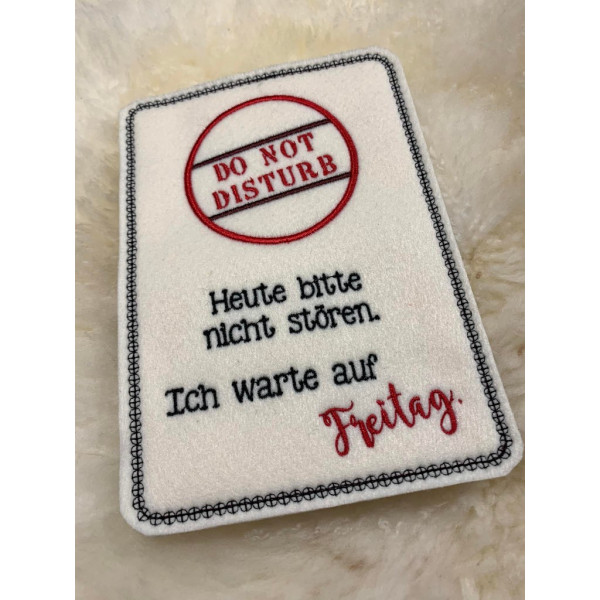 DO NOT
DISTURB
Heute bitte
nicht stören.
Ich warte auf
Freitag.